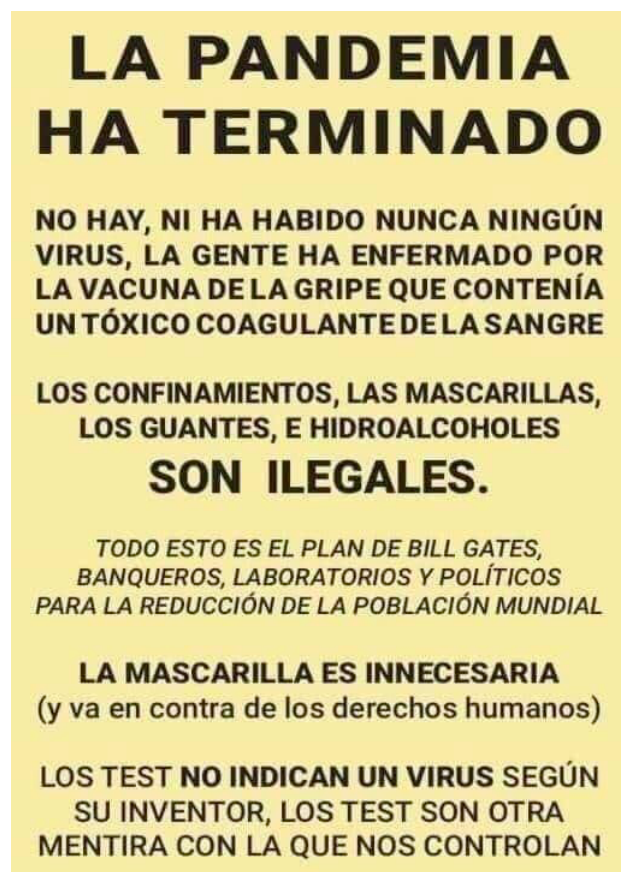 LA PANDEMIA
HA TERMINADO
NO HAY, NI HA HABIDO NUNCA NINGÚN
VIRUS, LA GENTE HA ENFERMADO POR
LA VACUNA DE LA GRIPE QUE CONTENÍA
UN TÓXICO COAGULANTE DE LA SANGRE
LOS CONFINAMIENTOS, LAS MASCARILLAS,
LOS GUANTES, E HIDROALCOHOLES
SON ILEGALES.
TODO ESTO ES EL PLAN DE BILL GATES,
BANQUEROS, LABORATORIOS Y POLÍTICOS
PARA LA REDUCCIÓN DE LA POBLACIÓN MUNDIAL
LA MASCARILLA ES INNECESARIA
(y va en contra de los derechos humanos)
LOS TEST NO INDICAN UN VIRUS SEGÚN
SU INVENTOR, LOS TEST SON OTRA
MENTIRA CON LA QUE NOS CONTROLAN